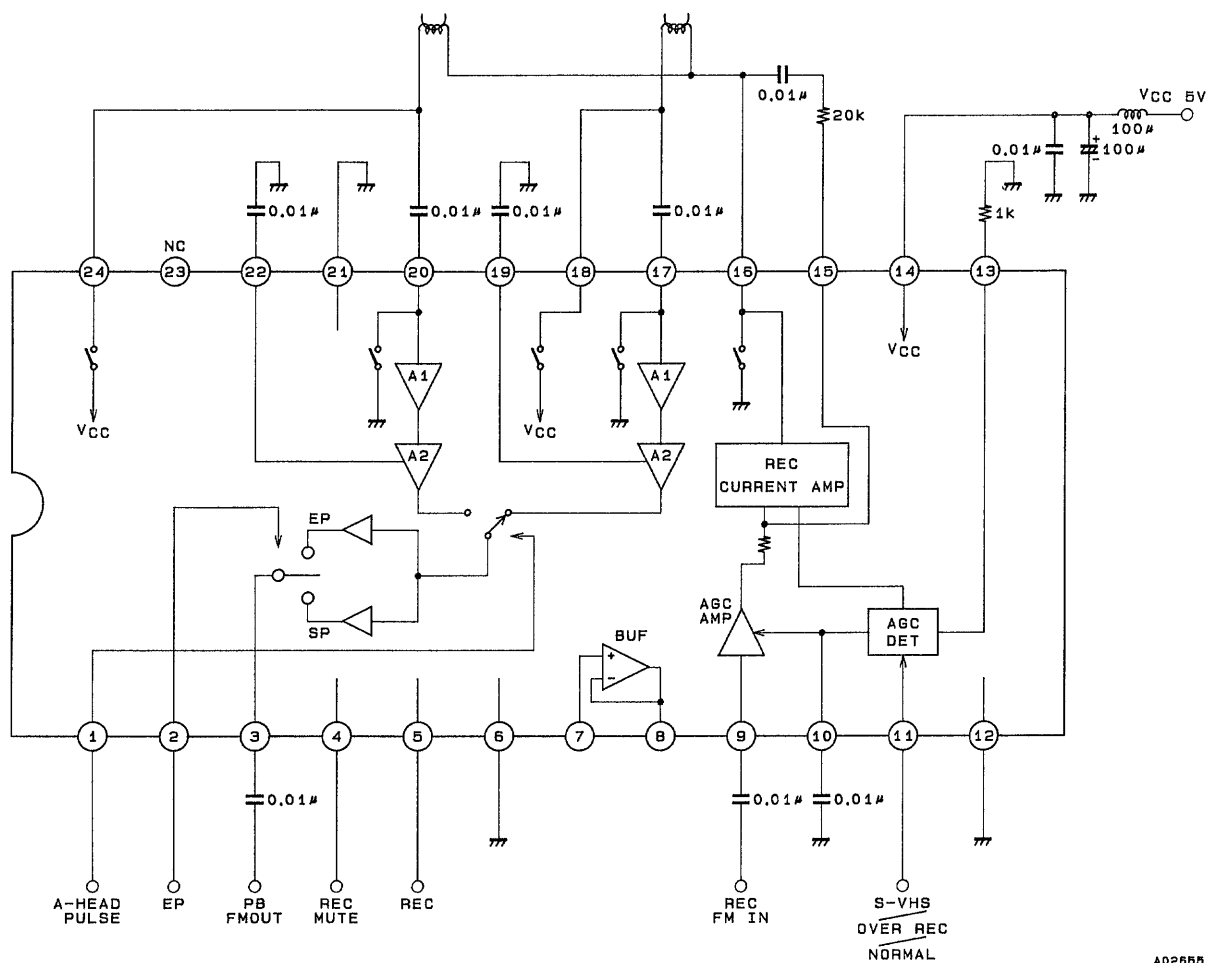 0.01μ
20k
VCC 5V
100μ
0.01μ
100μ
+
-
0.01μ
0.01μ
0.01μ
0.01μ
1k
NC
24
23
22
21
20
19
18
17
16
15
14
13
VCC
A1
A1
VCC
VCC
A2
A2
REC
CURRENT AMP
EP
SP
BUF
+
-
AGC
AMP
AGC
DET
1
2
3
4
5
6
7
8
9
10
11
12
0.01μ
0.01μ
0.01μ
A-HEAD
PULSE
EP
PB
FMOUT
REC
MUTE
REC
REC
FM IN
S-VHS
OVER REC
NORMAL
A02655